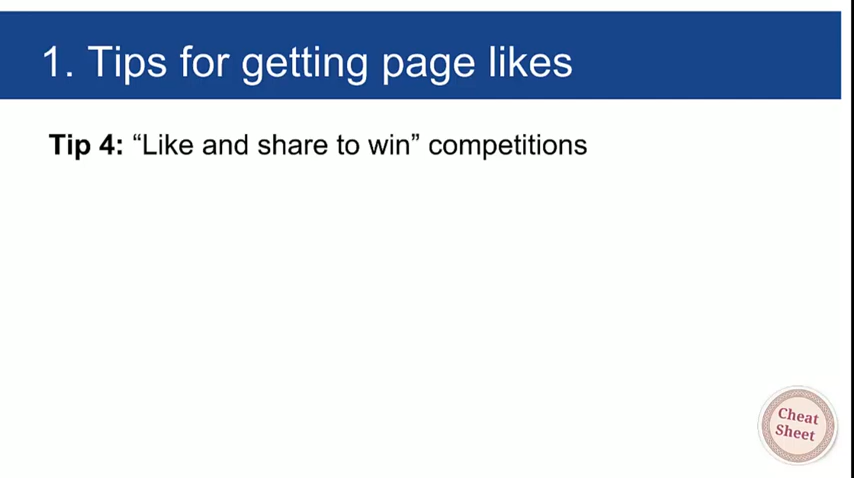 1. Tips for getting page likes
Tip 4: “Like and share to win” competitions
Cheat
Sheet